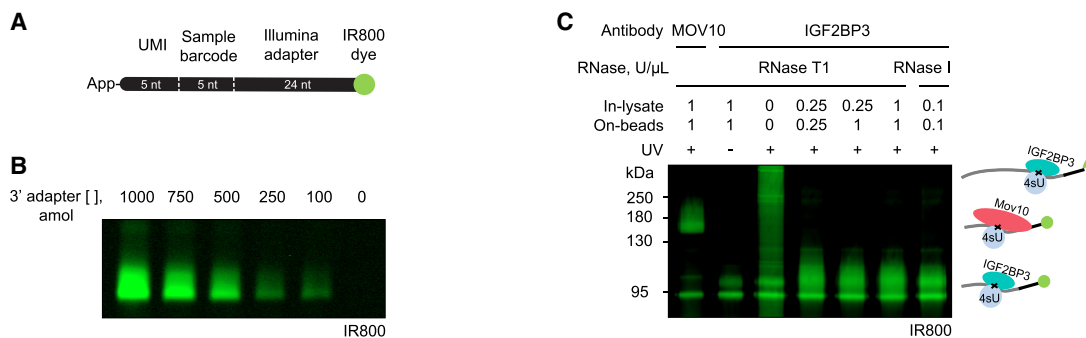 A
UMI Sample barcode Illumina adapter IR800 dye
App- 5 nt 5 nt 24 nt
B
3' adapter [ ], amol 1000 750 500 250 100 0
IR800
C
Antibody MOV10 IGF2BP3
RNase, U/µL RNase T1 RNase I
In-lysate 1 1 0 0.25 0.25 1 0.1
On-beads 1 1 0 0.25 1 1 0.1
UV + - + + + + +
kDa
250
180
130
95
IR800
IGF2BP3
4sU
Mov10
4sU
IGF2BP3
4sU